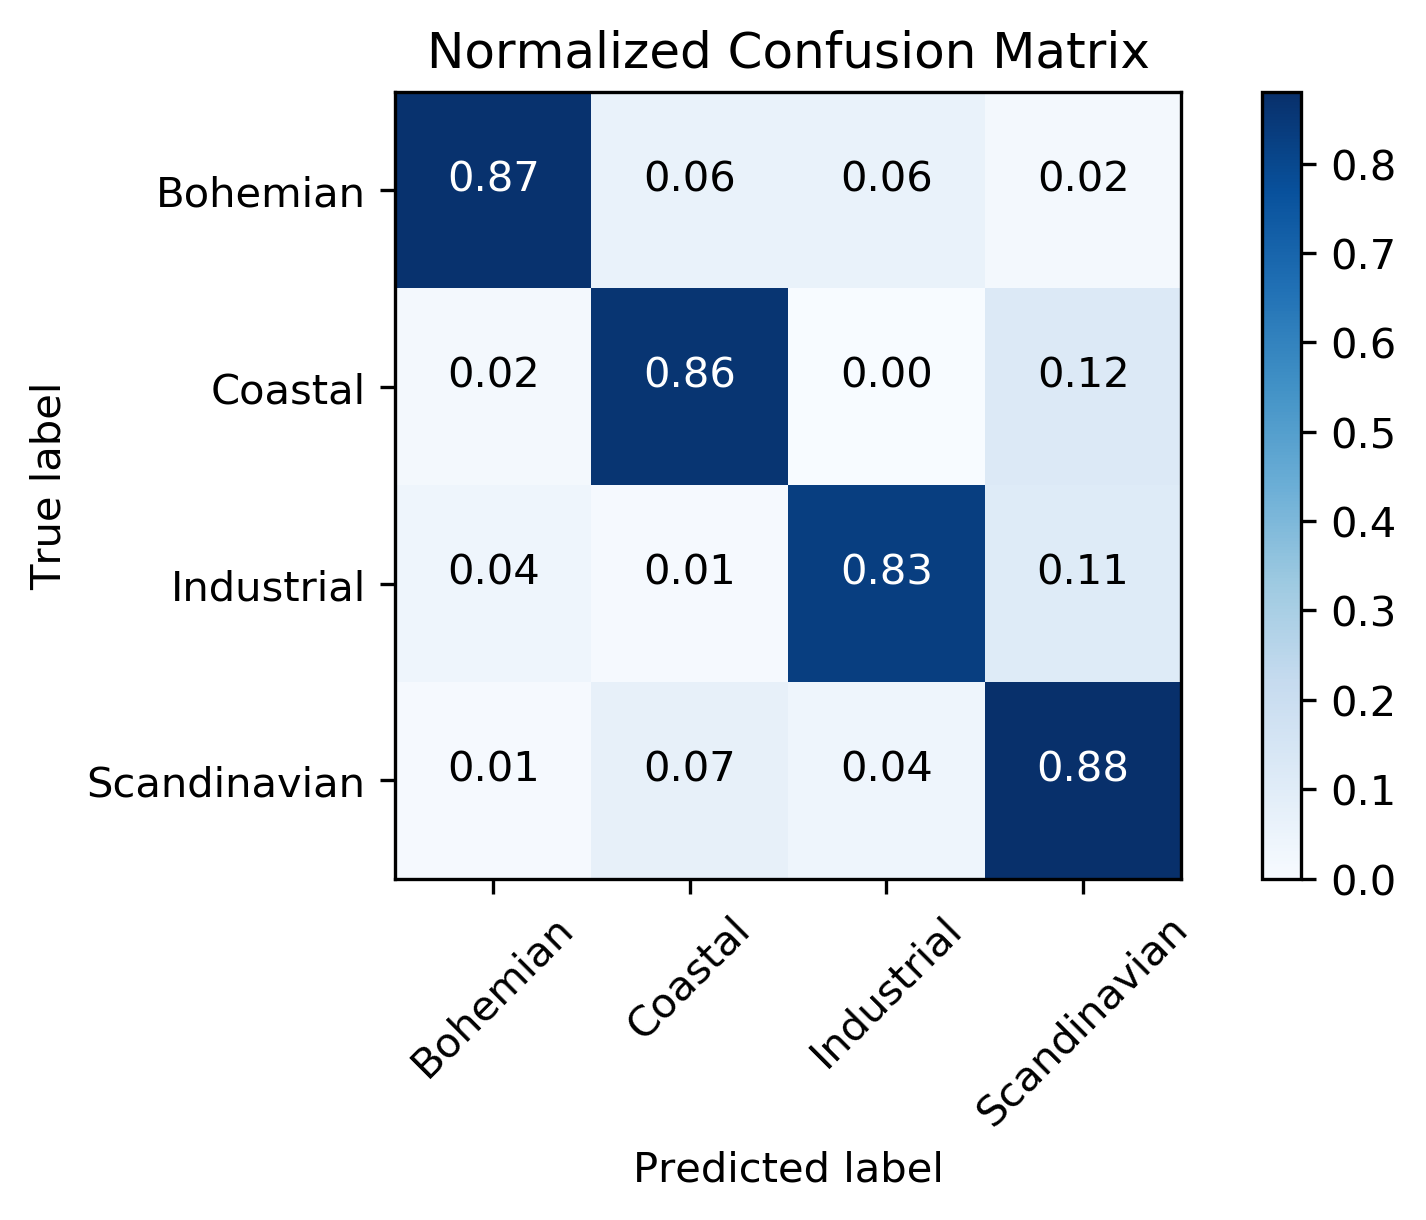 Normalized Confusion Matrix
True label
Bohemian 0.87 0.06 0.06 0.02
Coastal 0.02 0.86 0.00 0.12
Industrial 0.04 0.01 0.83 0.11
Scandinavian 0.01 0.07 0.04 0.88
Bohemian Coastal Industrial Scandinavian
Predicted label
0.8
0.7
0.6
0.5
0.4
0.3
0.2
0.1
0.0